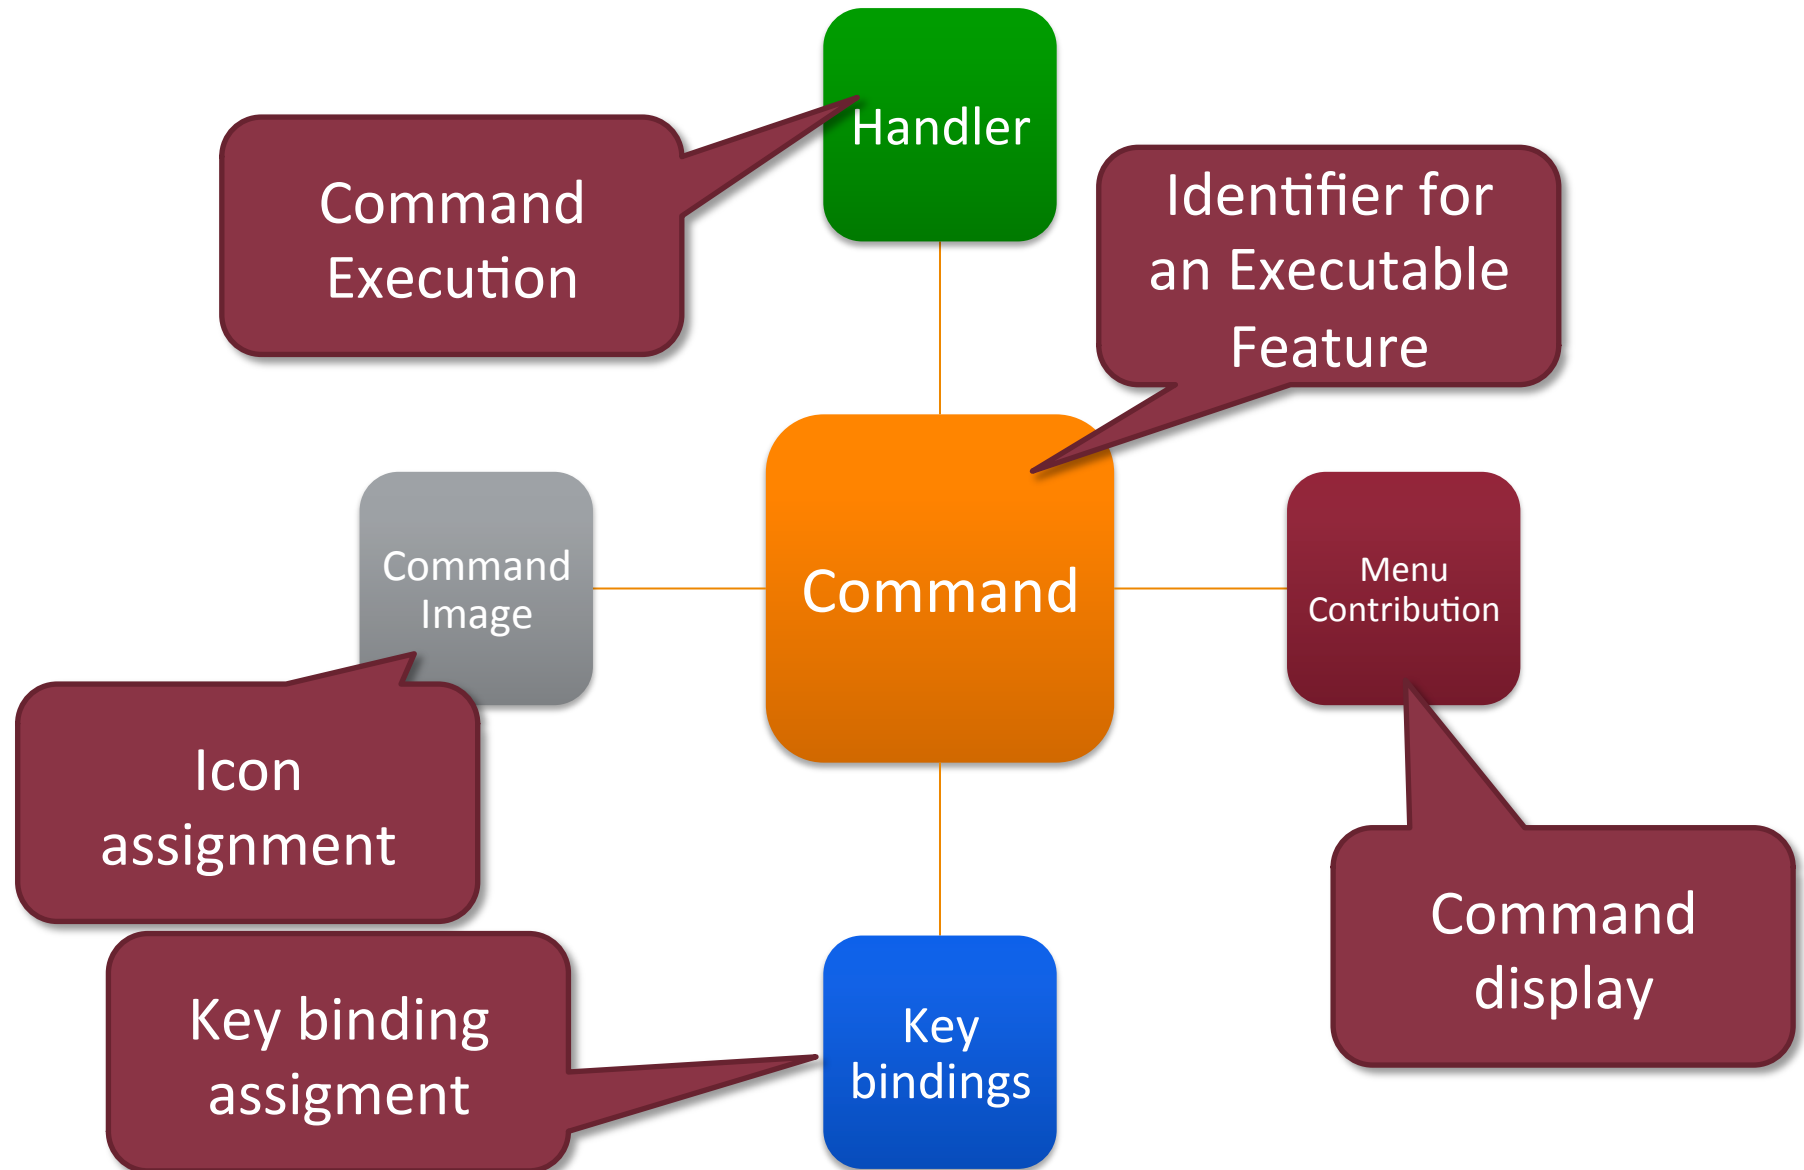 Handler
Command
Execution
Identifier for
an Executable
Feature
Command
Image
Command
Menu
Contribution
Icon
assignment
Command
display
Key binding
assigment
Key
bindings